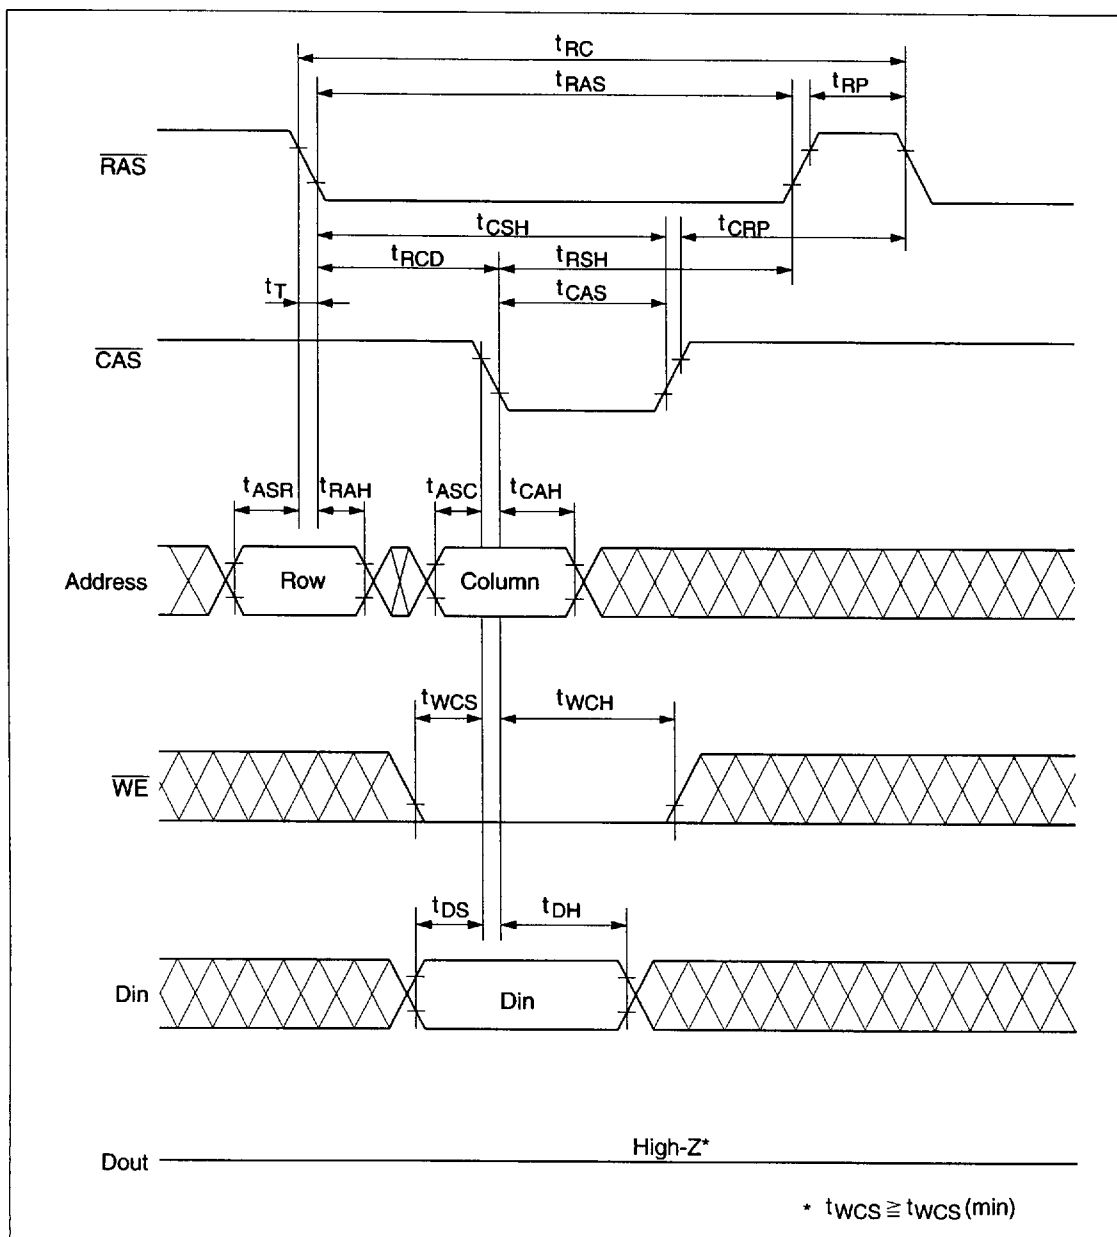 tRC
tRAS
tRP
RAS
tCSH
tCRP
tRCD
tRSH
tT
tCAS
CAS
tASR
tRAH
tASC
tCAH
Address
Row
Column
tWCS
tWCH
WE
tDS
tDH
Din
Din
High-Z*
Dout
* tWCS ≧ tWCS (min)